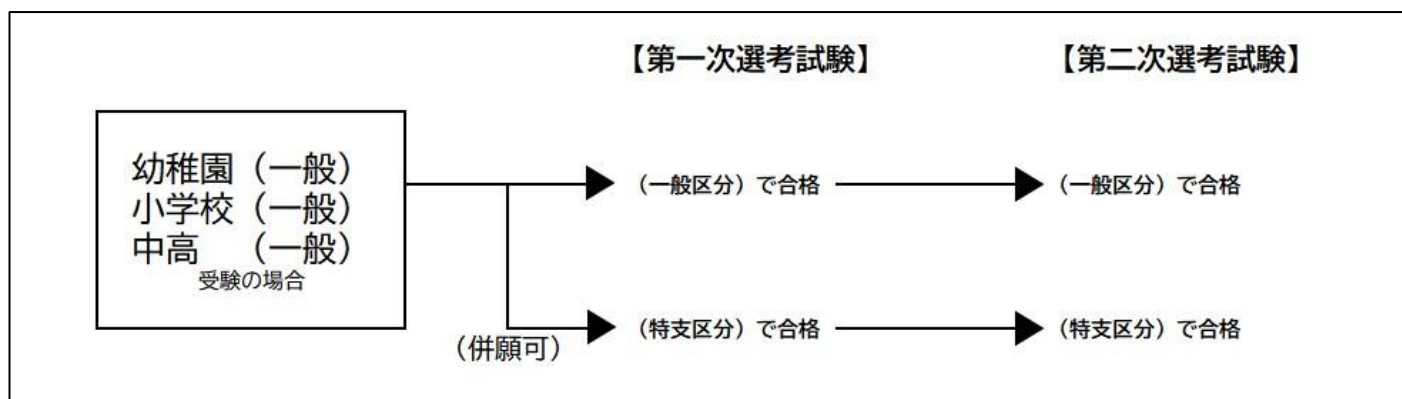 【第一次選考試験】 【第二次選考試験】
幼稚園（一般）
小学校（一般）
中高　（一般）
受験の場合
（一般区分）で合格 （一般区分）で合格
（併願可）
（特支区分）で合格 （特支区分）で合格